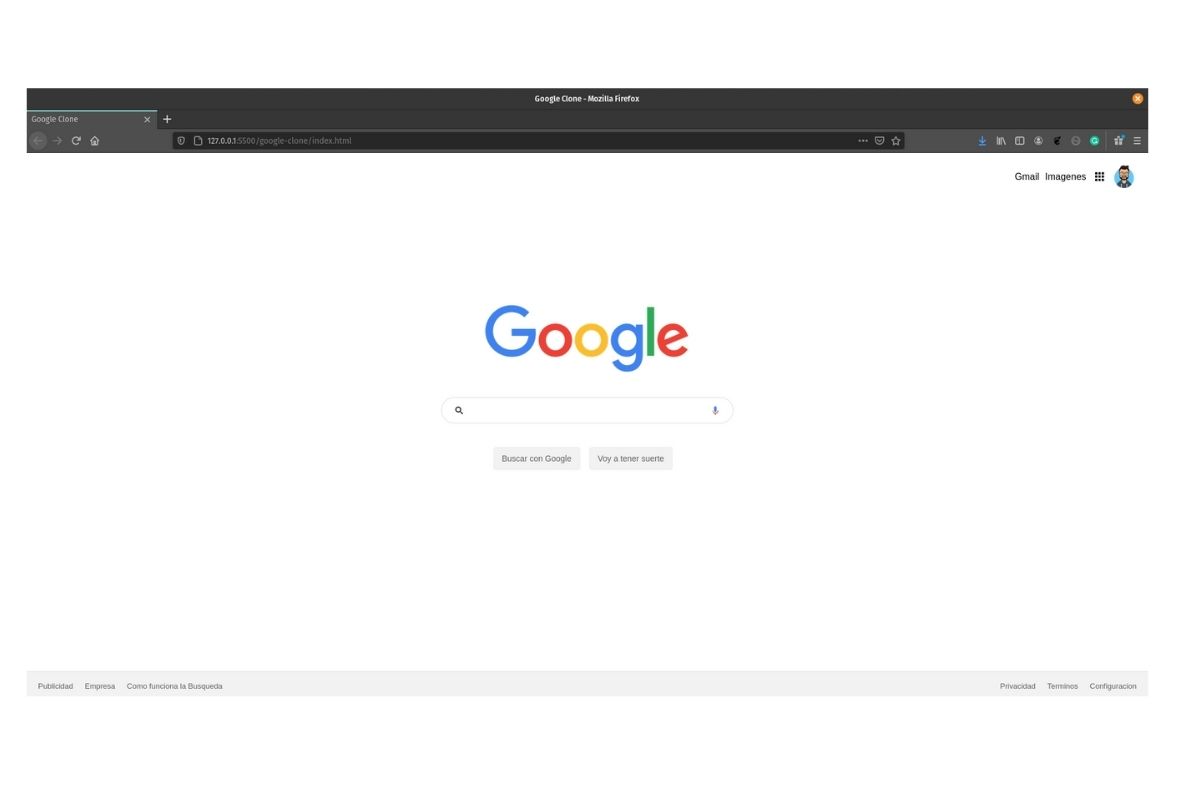 Google Clone - Mozilla Firefox
Google Clone
127.0.0.1:5500/google-clone/index.html
Gmail Imagenes
Google
Buscar con Google Voy a tener suerte
Publicidad Empresa Como funciona la Busqueda Privacidad Terminos Configuracion